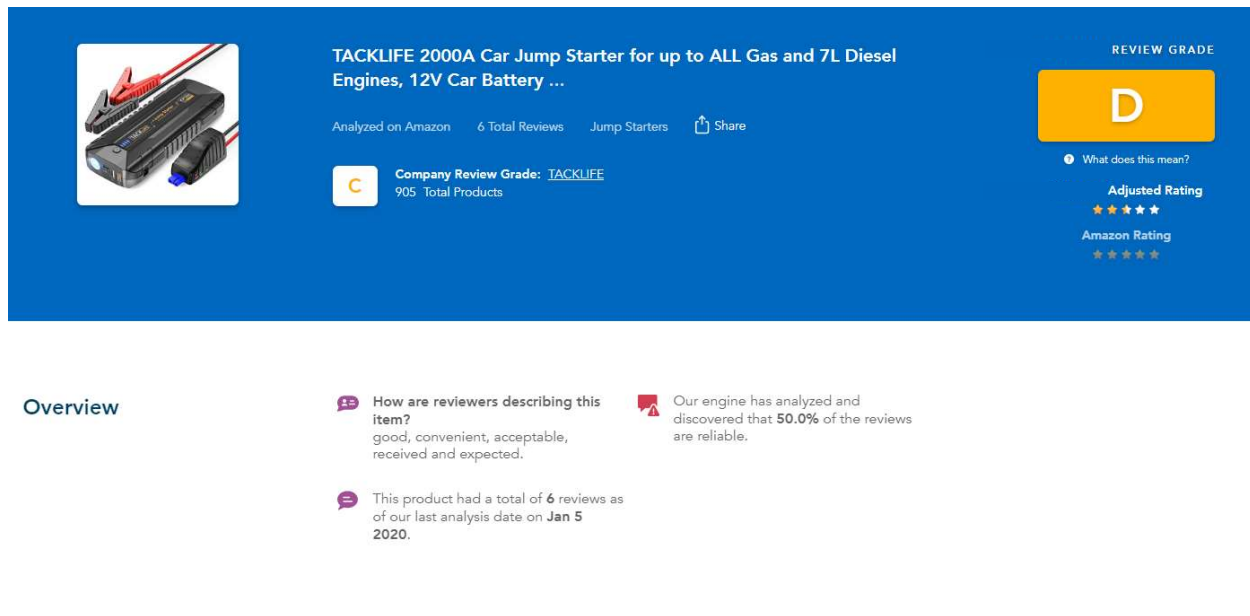 TACKLIFE 2000A Car Jump Starter for up to ALL Gas and 7L Diesel
Engines, 12V Car Battery ...
Analyzed on Amazon 6 Total Reviews Jump Starters Share
C
Company Review Grade: TACKLIFE
905 Total Products
REVIEW GRADE
D
? What does this mean?
Adjusted Rating
Amazon Rating
Overview
How are reviewers describing this
item?
good, convenient, acceptable,
received and expected.
Our engine has analyzed and
discovered that 50.0% of the reviews
are reliable.
This product had a total of 6 reviews as
of our last analysis date on Jan 5
2020.